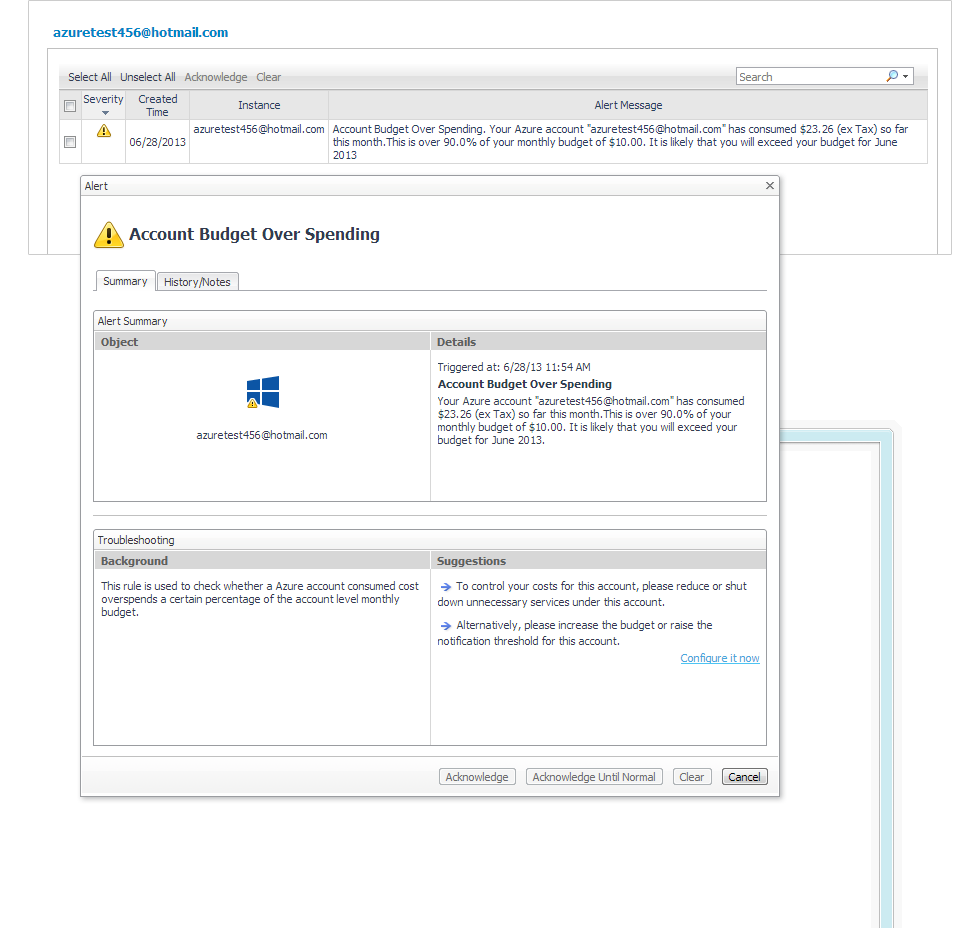 azuretest456@hotmail.com
Select All Unselect All Acknowledge Clear Search
Severity Created Time Instance Alert Message
06/28/2013 azuretest456@hotmail.com Account Budget Over Spending. Your Azure account "azuretest456@hotmail.com" has consumed $23.26 (ex Tax) so far
this month.This is over 90.0% of your monthly budget of $10.00. It is likely that you will exceed your budget for June
2013
Alert
Account Budget Over Spending
Summary History/Notes
Alert Summary
Object
azuretest456@hotmail.com
Details
Triggered at: 6/28/13 11:54 AM
Account Budget Over Spending
Your Azure account "azuretest456@hotmail.com" has consumed
$23.26 (ex Tax) so far this month.This is over 90.0% of your
monthly budget of $10.00. It is likely that you will exceed your
budget for June 2013.
Troubleshooting
Background
This rule is used to check whether a Azure account consumed cost
overspends a certain percentage of the account level monthly
budget.
Suggestions
To control your costs for this account, please reduce or shut
down unnecessary services under this account.
Alternatively, please increase the budget or raise the
notification threshold for this account.
Configure it now
Acknowledge Acknowledge Until Normal Clear Cancel